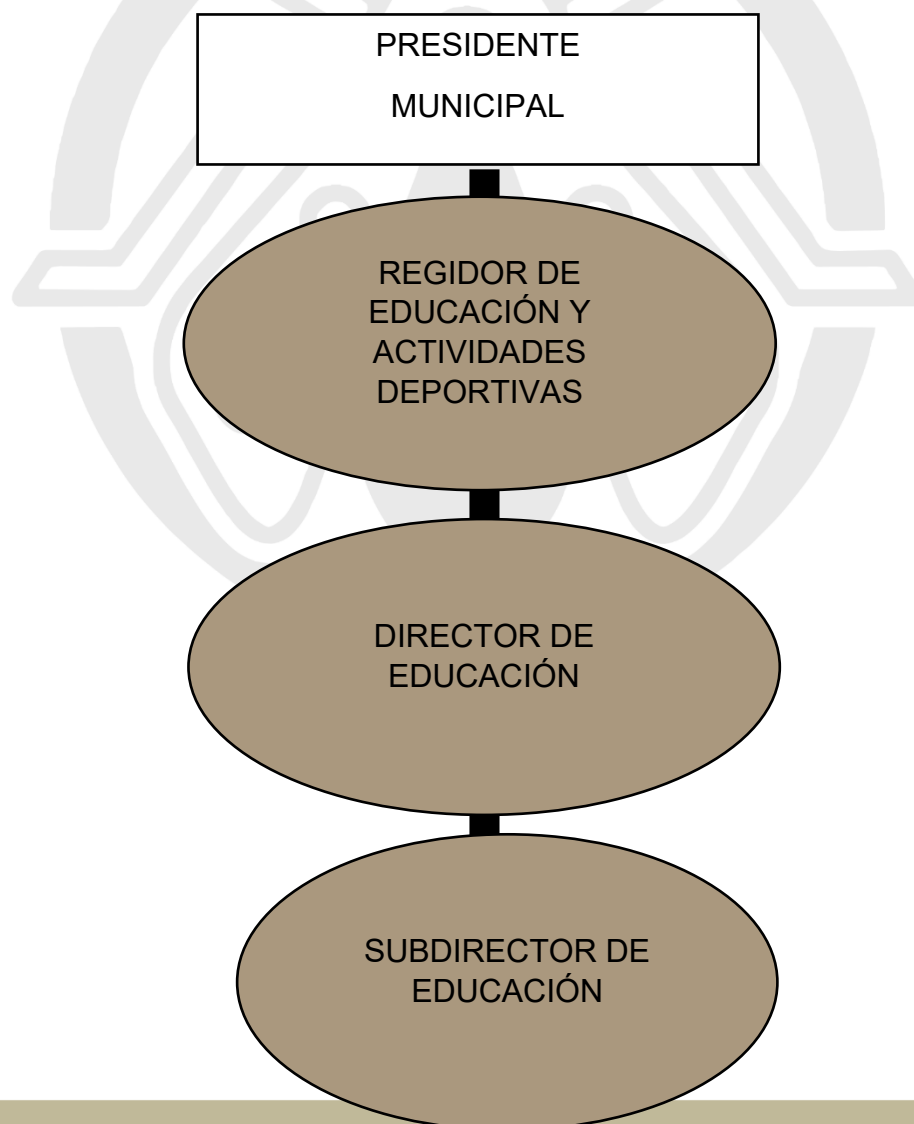 PRESIDENTE
MUNICIPAL
REGIDOR DE
EDUCACIÓN Y
ACTIVIDADES
DEPORTIVAS
DIRECTOR DE
EDUCACIÓN
SUBDIRECTOR DE
EDUCACIÓN